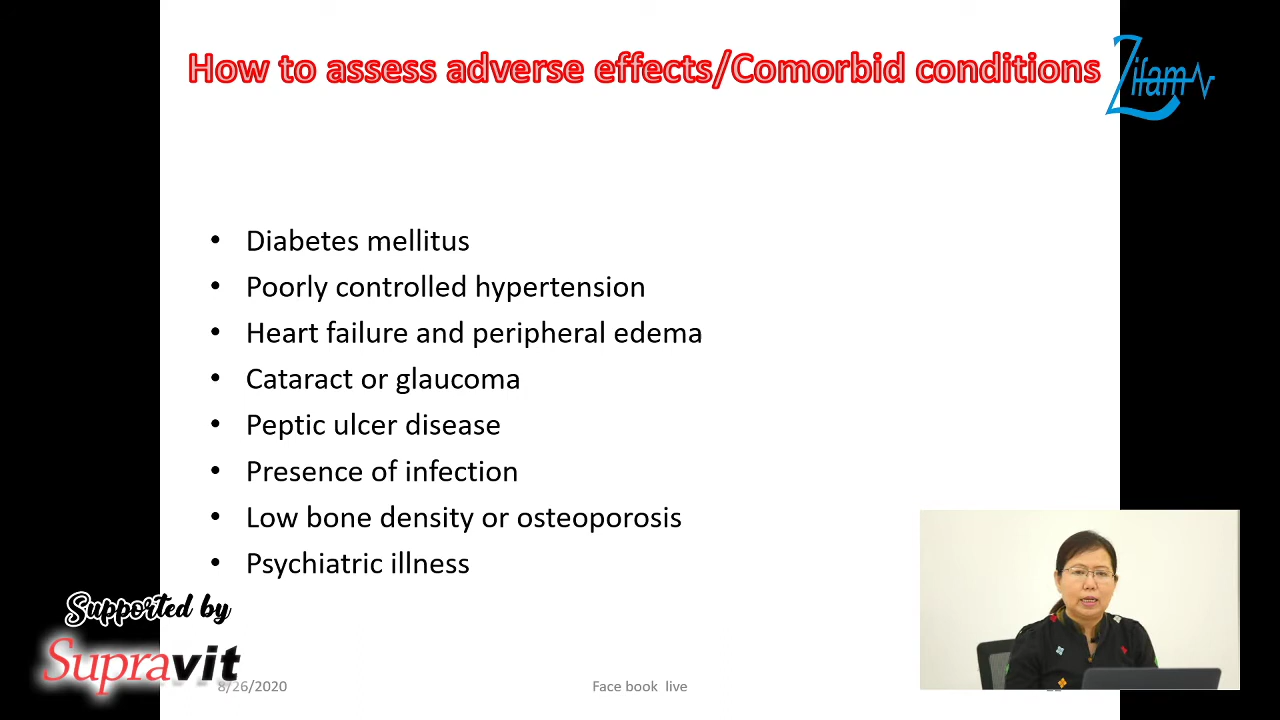 How to assess adverse effects/Comorbid conditions
Zifam
• Diabetes mellitus
• Poorly controlled hypertension
• Heart failure and peripheral edema
• Cataract or glaucoma
• Peptic ulcer disease
• Presence of infection
• Low bone density or osteoporosis
• Psychiatric illness
Supported by
Supravit
8/26/2020
Face book live